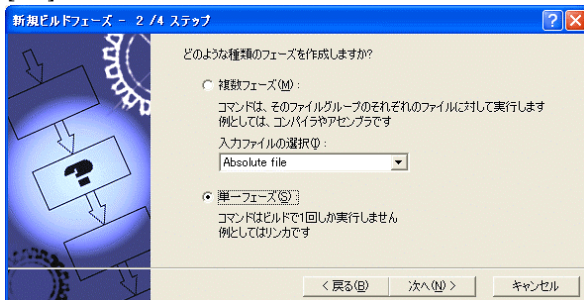 新規ビルドフェーズ - 2 /4 ステップ
どのような種類のフェーズを作成しますか?
複数フェーズ(M) :
コマンドは、そのファイルグループのそれぞれのファイルに対して実行します
例としては、コンパイラやアセンブラです
入力ファイルの選択(I) :
Absolute file
単一フェーズ(S) :
コマンドはビルドで1回しか実行しません
例としてはリンカです
< 戻る(B) 次へ(N) > キャンセル